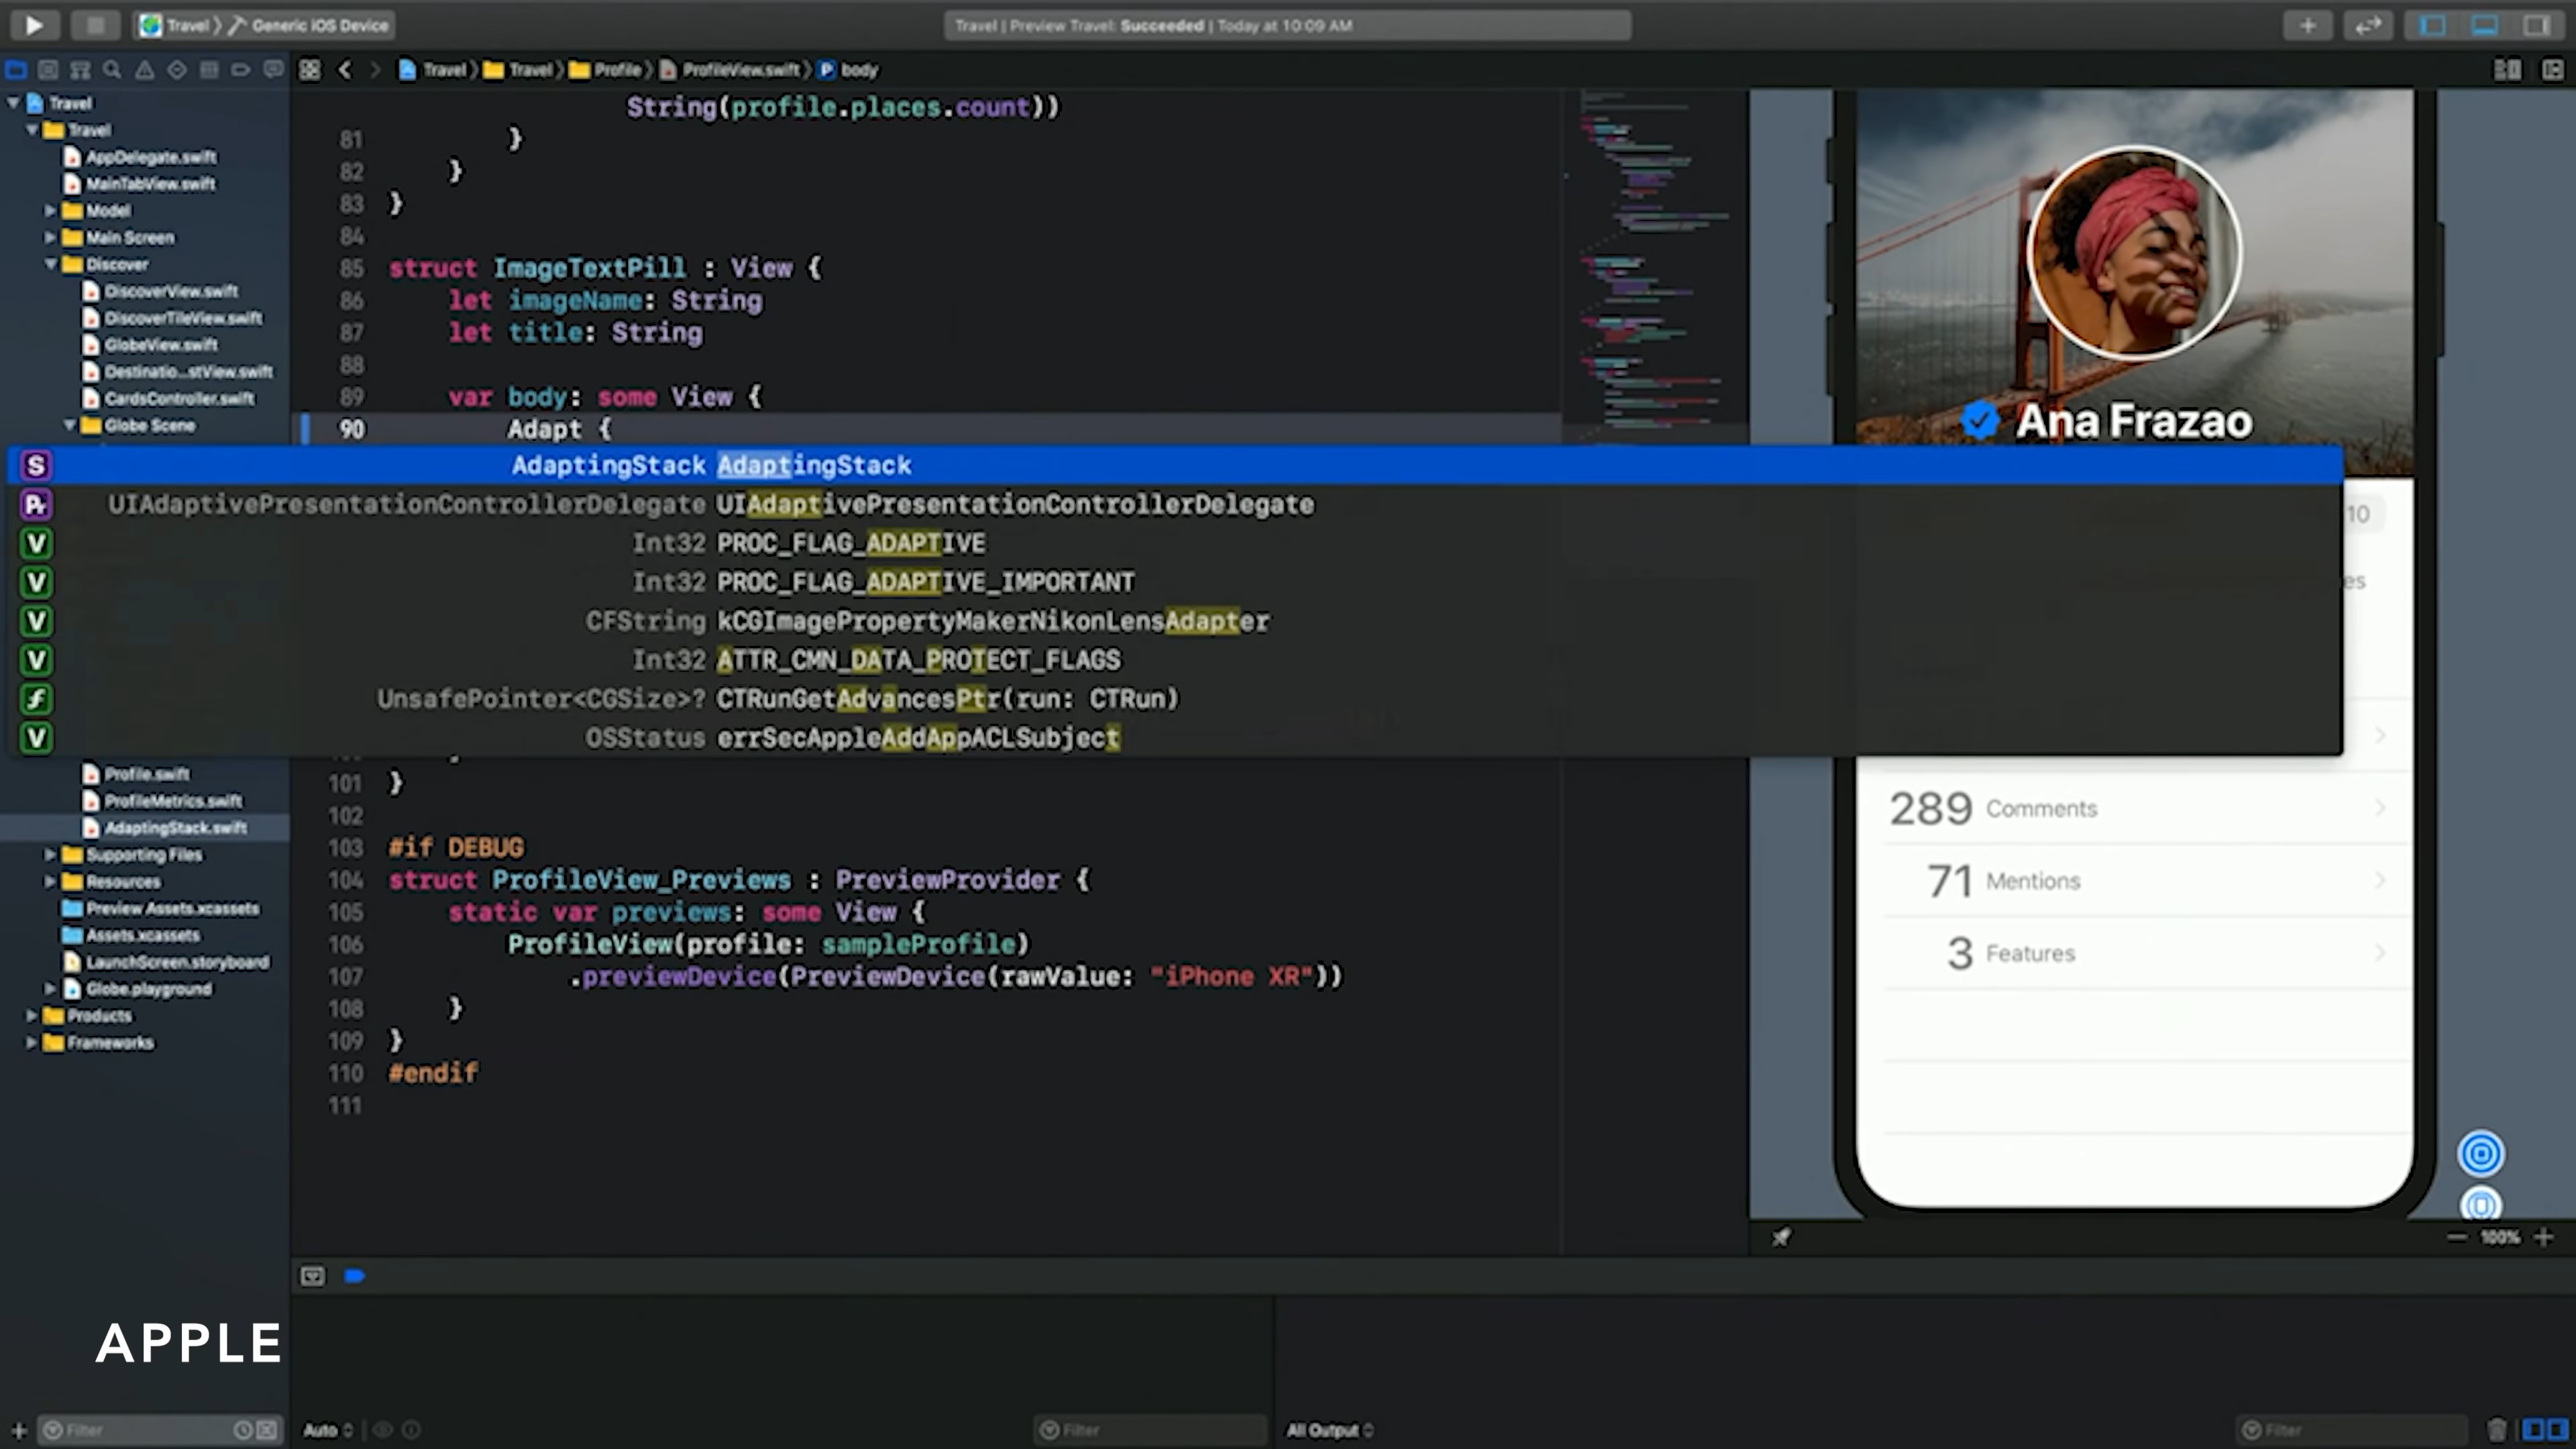 Travel 〉 Generic iOS Device
Travel | Preview Travel: Succeeded | Today at 10:09 AM
Travel 〉 Travel 〉 Profile 〉 ProfileView.swift 〉 P body
Travel
Travel
AppDelegate.swift
MainTabView.swift
Model
Main Screen
Discover
DiscoverView.swift
DiscoverTileView.swift
GlobeView.swift
Destinatio...stView.swift
CardsController.swift
Globe Scene
Profile.swift
ProfileMetrics.swift
AdaptingStack.swift
Supporting Files
Resources
Preview Assets.xcassets
Assets.xcassets
LaunchScreen.storyboard
Globe.playground
Products
Frameworks
String(profile.places.count))
81 }
82 }
83 }
84
85 struct ImageTextPill : View {
86 let imageName: String
87 let title: String
88
89 var body: some View {
90 Adapt {
S AdaptingStack AdaptingStack
Pr UIAdaptivePresentationControllerDelegate UIAdaptivePresentationControllerDelegate
V Int32 PROC_FLAG_ADAPTIVE
V Int32 PROC_FLAG_ADAPTIVE_IMPORTANT
V CFString kCGImagePropertyMakerNikonLensAdapter
V Int32 ATTR_CMN_DATA_PROTECT_FLAGS
f UnsafePointer<CGSize>? CTRunGetAdvancesPtr(run: CTRun)
V OSStatus errSecAppleAddAppACLSubject
101 }
102
103 #if DEBUG
104 struct ProfileView_Previews : PreviewProvider {
105 static var previews: some View {
106 ProfileView(profile: sampleProfile)
107 .previewDevice(PreviewDevice(rawValue: "iPhone XR"))
108 }
109 }
110 #endif
111
Ana Frazao
10
es
289 Comments
71 Mentions
3 Features
100%
APPLE
Filter
Auto
Filter
All Output
Filter